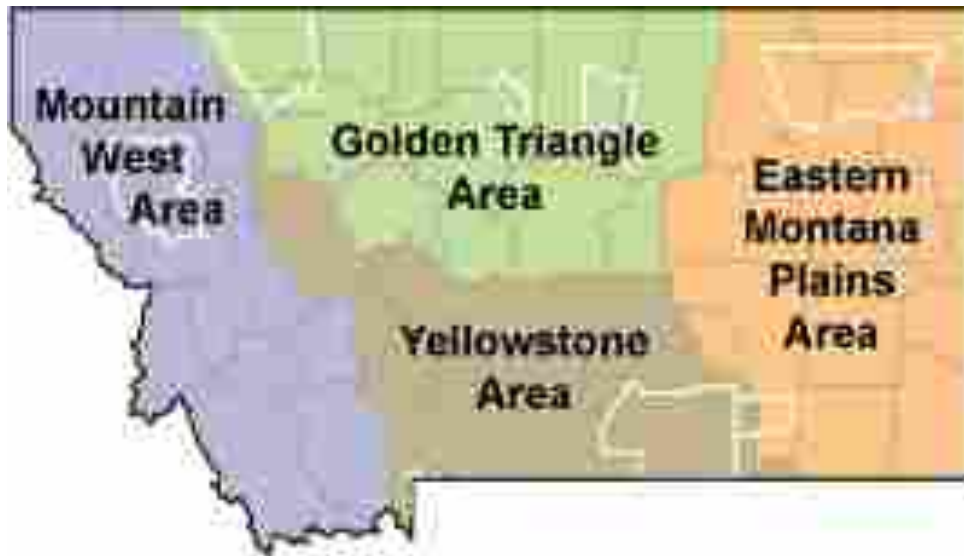 Mountain
West
Area
Golden Triangle
Area
Eastern
Montana
Plains
Area
Yellowstone
Area